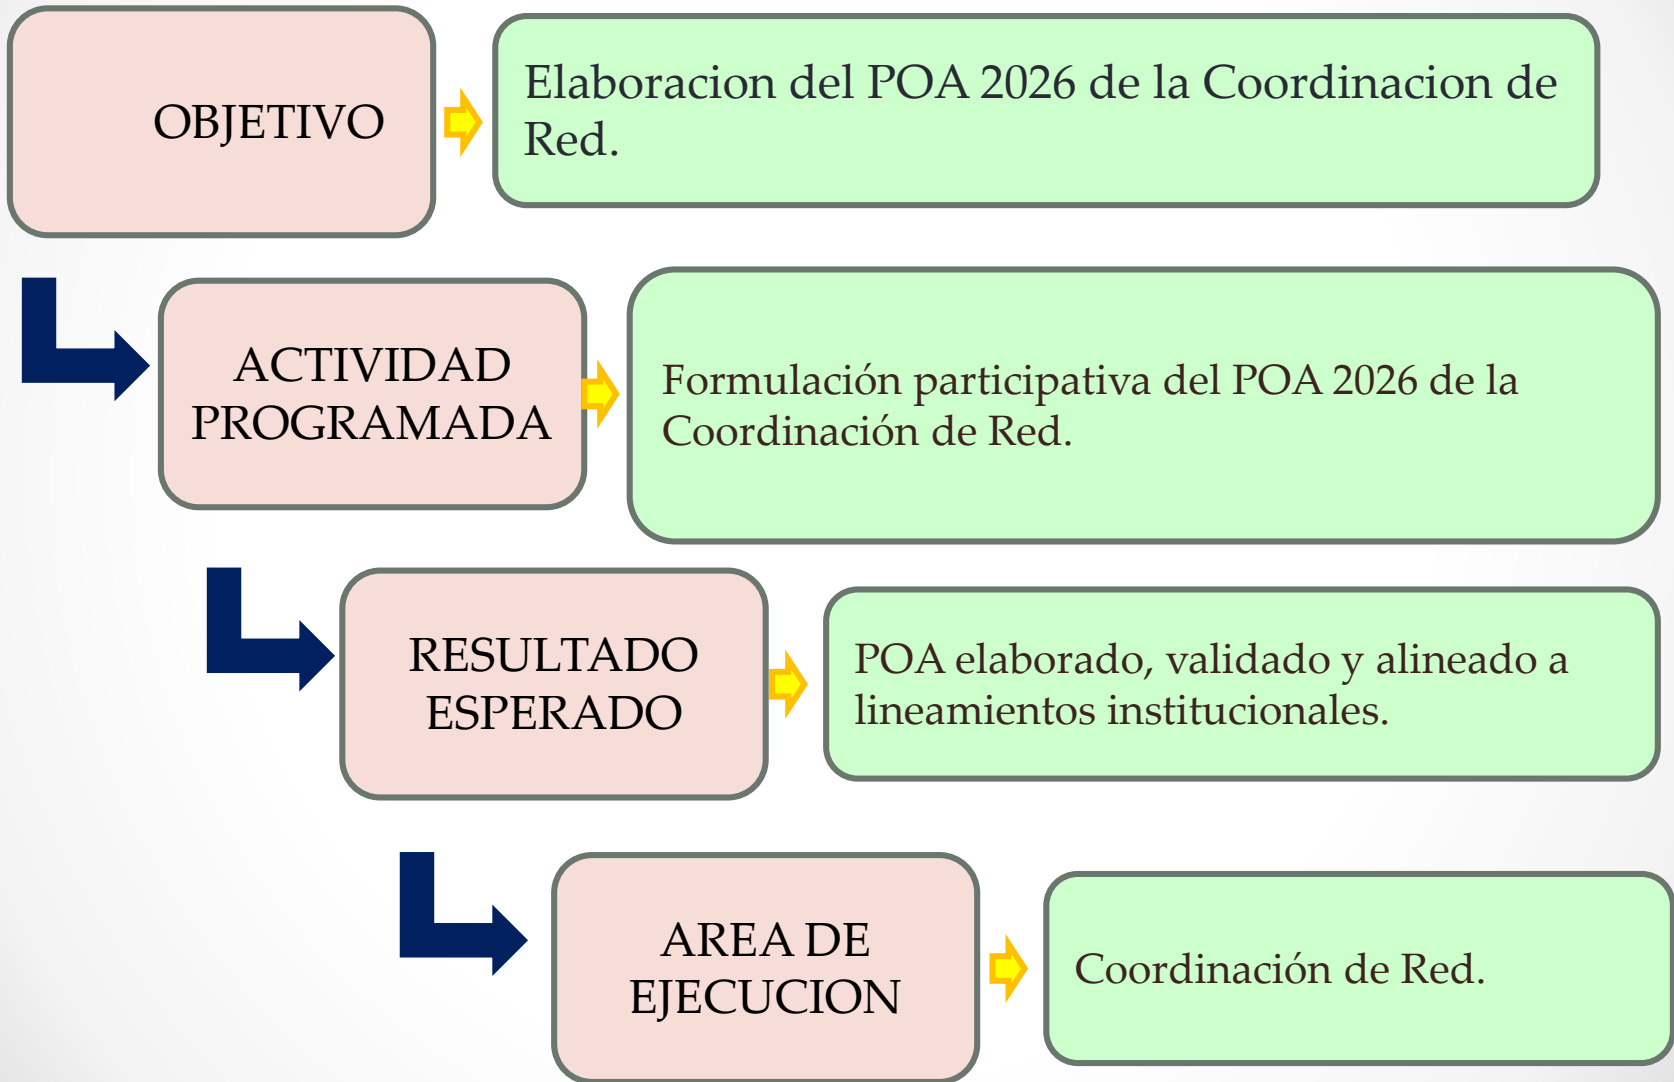 OBJETIVO
Elaboracion del POA 2026 de la Coordinacion de
Red.
ACTIVIDAD
PROGRAMADA
Formulación participativa del POA 2026 de la
Coordinación de Red.
RESULTADO
ESPERADO
POA elaborado, validado y alineado a
lineamientos institucionales.
AREA DE
EJECUCION
Coordinación de Red.